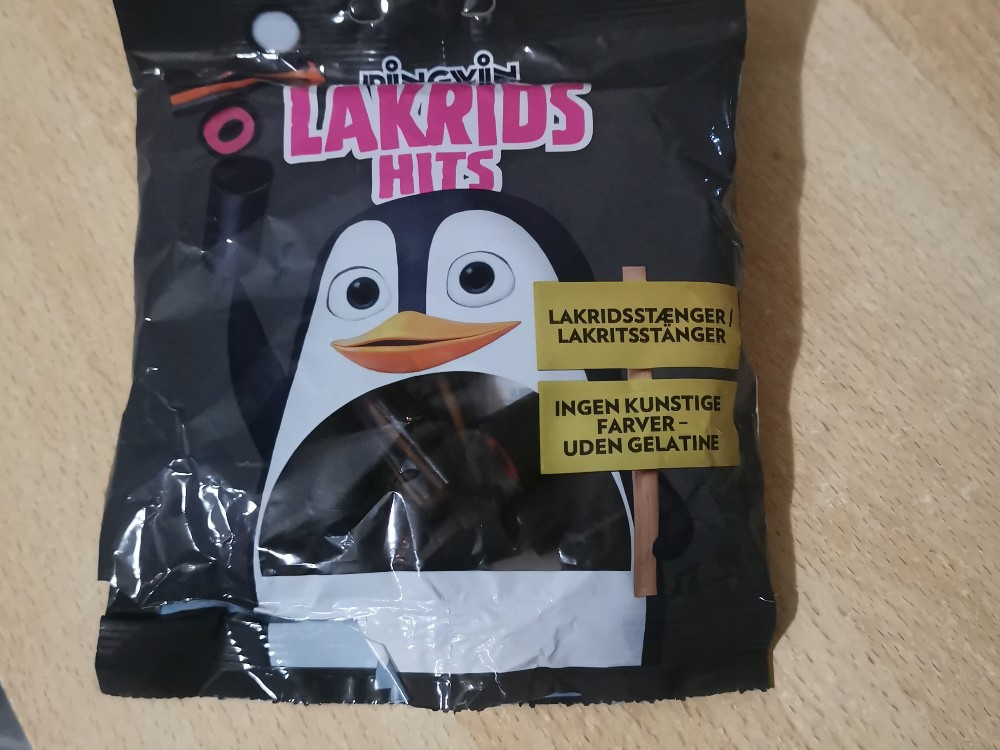 PINGVIN
LAKRIDS
HITS
LAKRIDSSTÆNGER /
LAKRITSSTÄNGER
INGEN KUNSTIGE
FARVER –
UDEN GELATINE